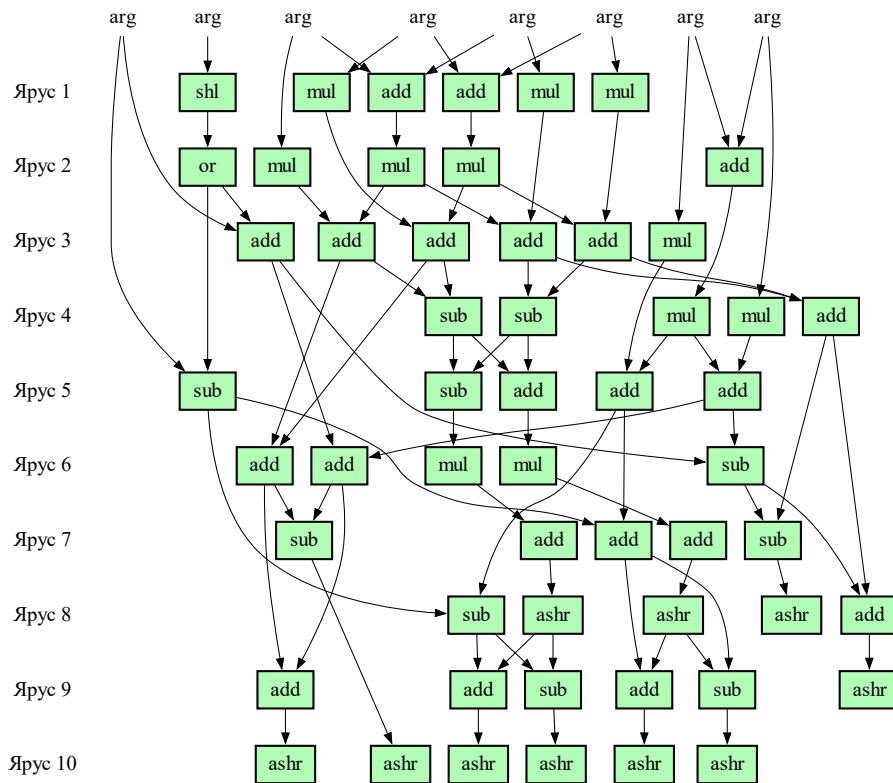 arg arg arg arg arg arg arg arg
Ярус 1 shl mul add add mul mul
Ярус 2 or mul mul mul add
Ярус 3 add add add add add mul
Ярус 4 sub sub mul mul add
Ярус 5 sub sub add add add
Ярус 6 add add mul mul sub
Ярус 7 sub add add add sub
Ярус 8 sub ashr ashr ashr add
Ярус 9 add add sub add sub ashr
Ярус 10 ashr ashr ashr ashr ashr ashr